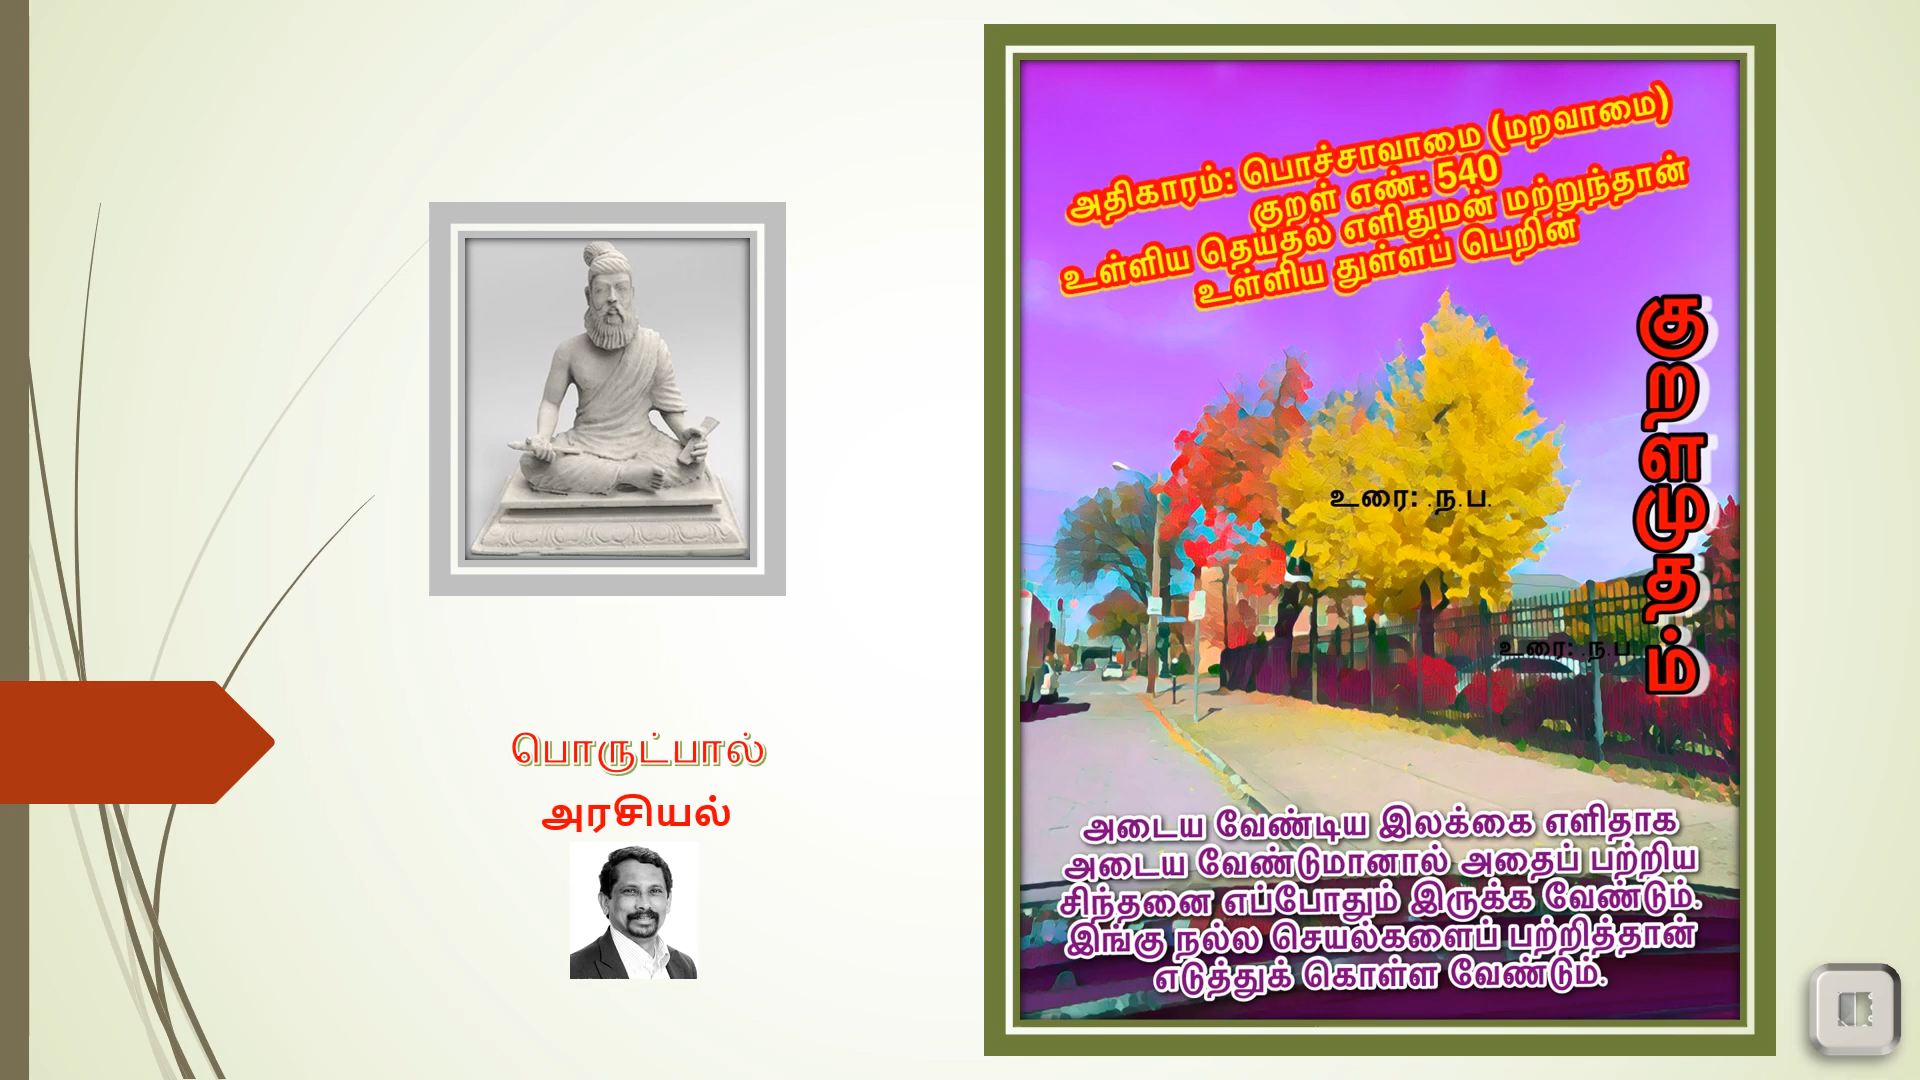 பொருட்பால்
அரசியல்
அதிகாரம்: பொச்சாவாமை (மறவாமை)
குறள் எண்: 540
உள்ளிய தெய்தல் எளிதுமன் மற்றுந்தான்
உள்ளிய துள்ளப் பெறின்
குறளமுதம்
உரை: .ந.ப.
உரை: .ந.ப
அடைய வேண்டிய இலக்கை எளிதாக
அடைய வேண்டுமானால் அதைப் பற்றிய
சிந்தனை எப்போதும் இருக்க வேண்டும்.
இங்கு நல்ல செயல்களைப் பற்றித்தான்
எடுத்துக் கொள்ள வேண்டும்.